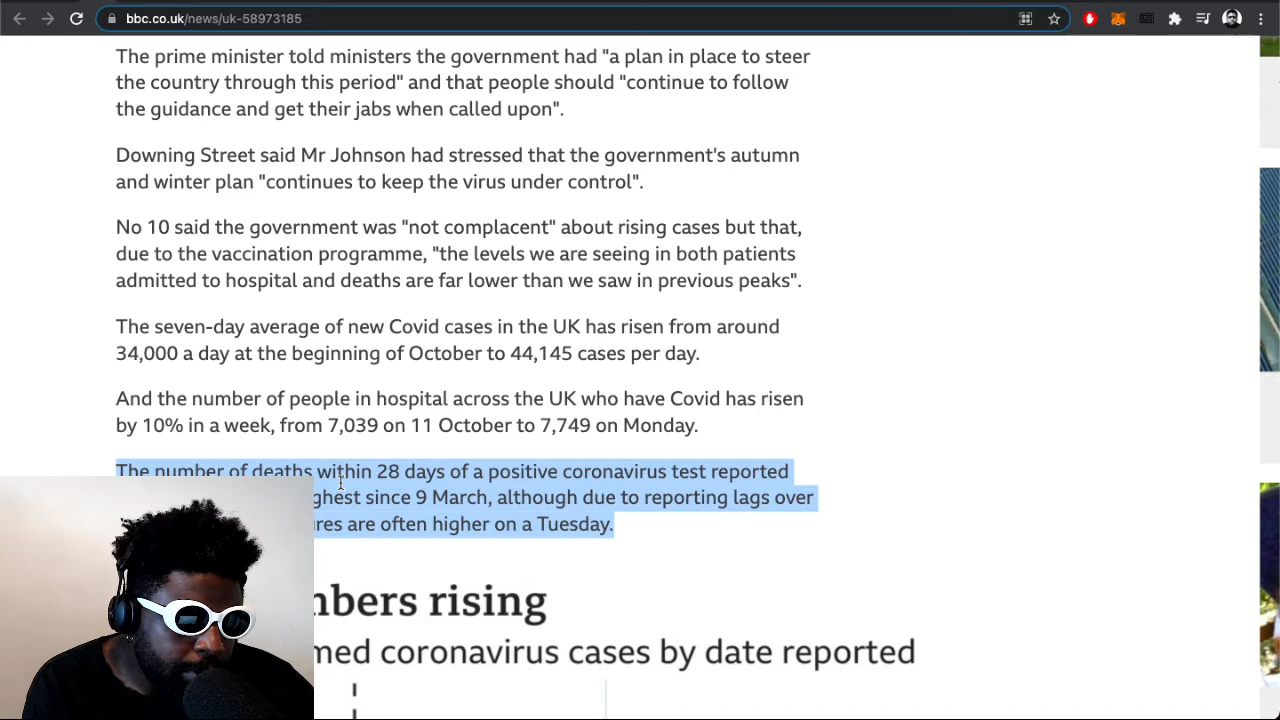 bbc.co.uk/news/uk-58973185
The prime minister told ministers the government had "a plan in place to steer
the country through this period" and that people should "continue to follow
the guidance and get their jabs when called upon".
Downing Street said Mr Johnson had stressed that the government's autumn
and winter plan "continues to keep the virus under control".
No 10 said the government was "not complacent" about rising cases but that,
due to the vaccination programme, "the levels we are seeing in both patients
admitted to hospital and deaths are far lower than we saw in previous peaks".
The seven-day average of new Covid cases in the UK has risen from around
34,000 a day at the beginning of October to 44,145 cases per day.
And the number of people in hospital across the UK who have Covid has risen
by 10% in a week, from 7,039 on 11 October to 7,749 on Monday.
The number of deaths within 28 days of a positive coronavirus test reported
since 9 March, although due to reporting lags over
are often higher on a Tuesday.
rising
coronavirus cases by date reported